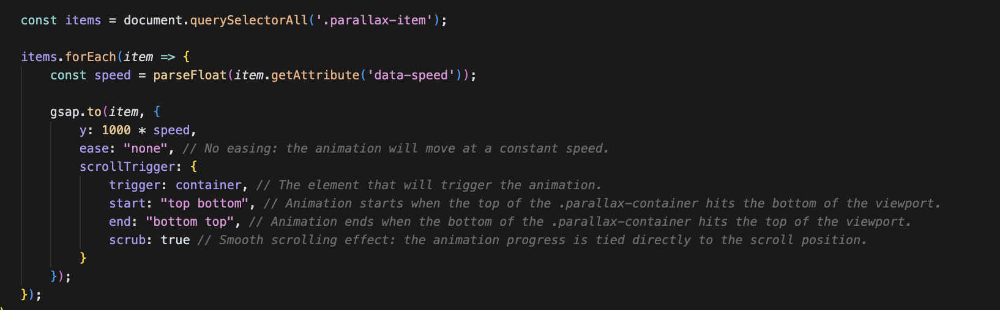 const items = document.querySelectorAll('.parallax-item');
items.forEach(item => {
const speed = parseFloat(item.getAttribute('data-speed'));
gsap.to(item, {
y: 1000 * speed,
ease: "none", // No easing: the animation will move at a constant speed.
scrollTrigger: {
trigger: container, // The element that will trigger the animation.
start: "top bottom", // Animation starts when the top of the .parallax-container hits the bottom of the viewport.
end: "bottom top", // Animation ends when the bottom of the .parallax-container hits the top of the viewport.
scrub: true // Smooth scrolling effect: the animation progress is tied directly to the scroll position.
}
});
});